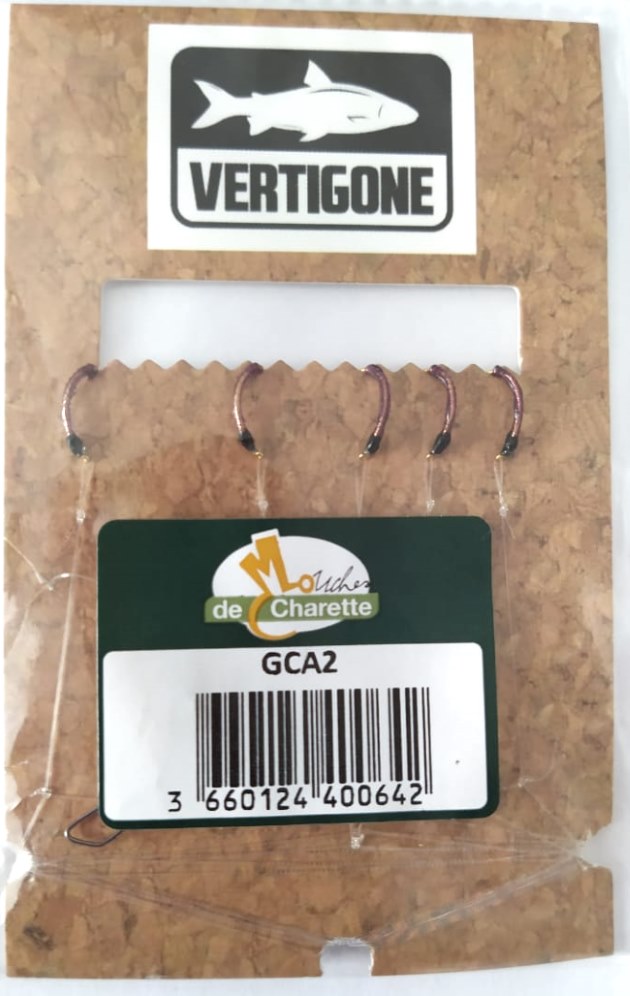 VERTIGONE
Mouches
de Charette
GCA2
3 660124 400642